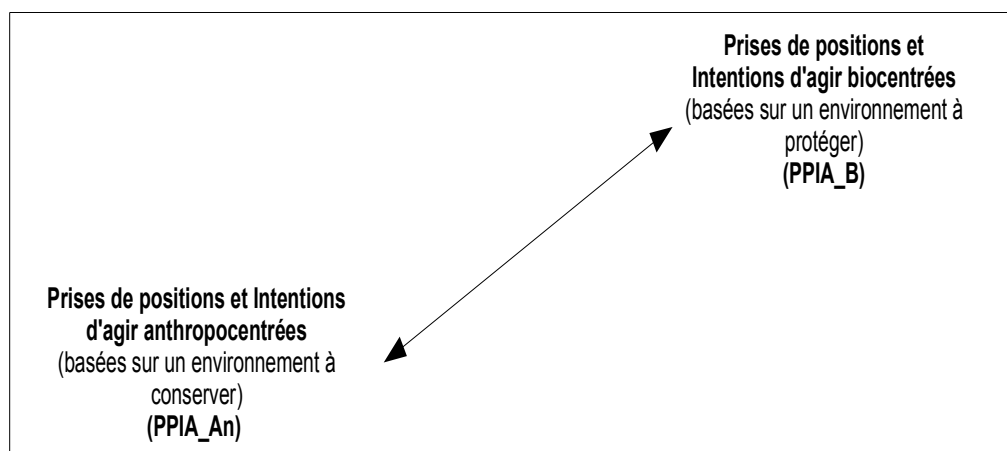 Prises de positions et
Intentions d'agir biocentrées
(basées sur un environnement à
protéger)
(PPIA_B)
Prises de positions et Intentions
d'agir anthropocentrées
(basées sur un environnement à
conserver)
(PPIA_An)